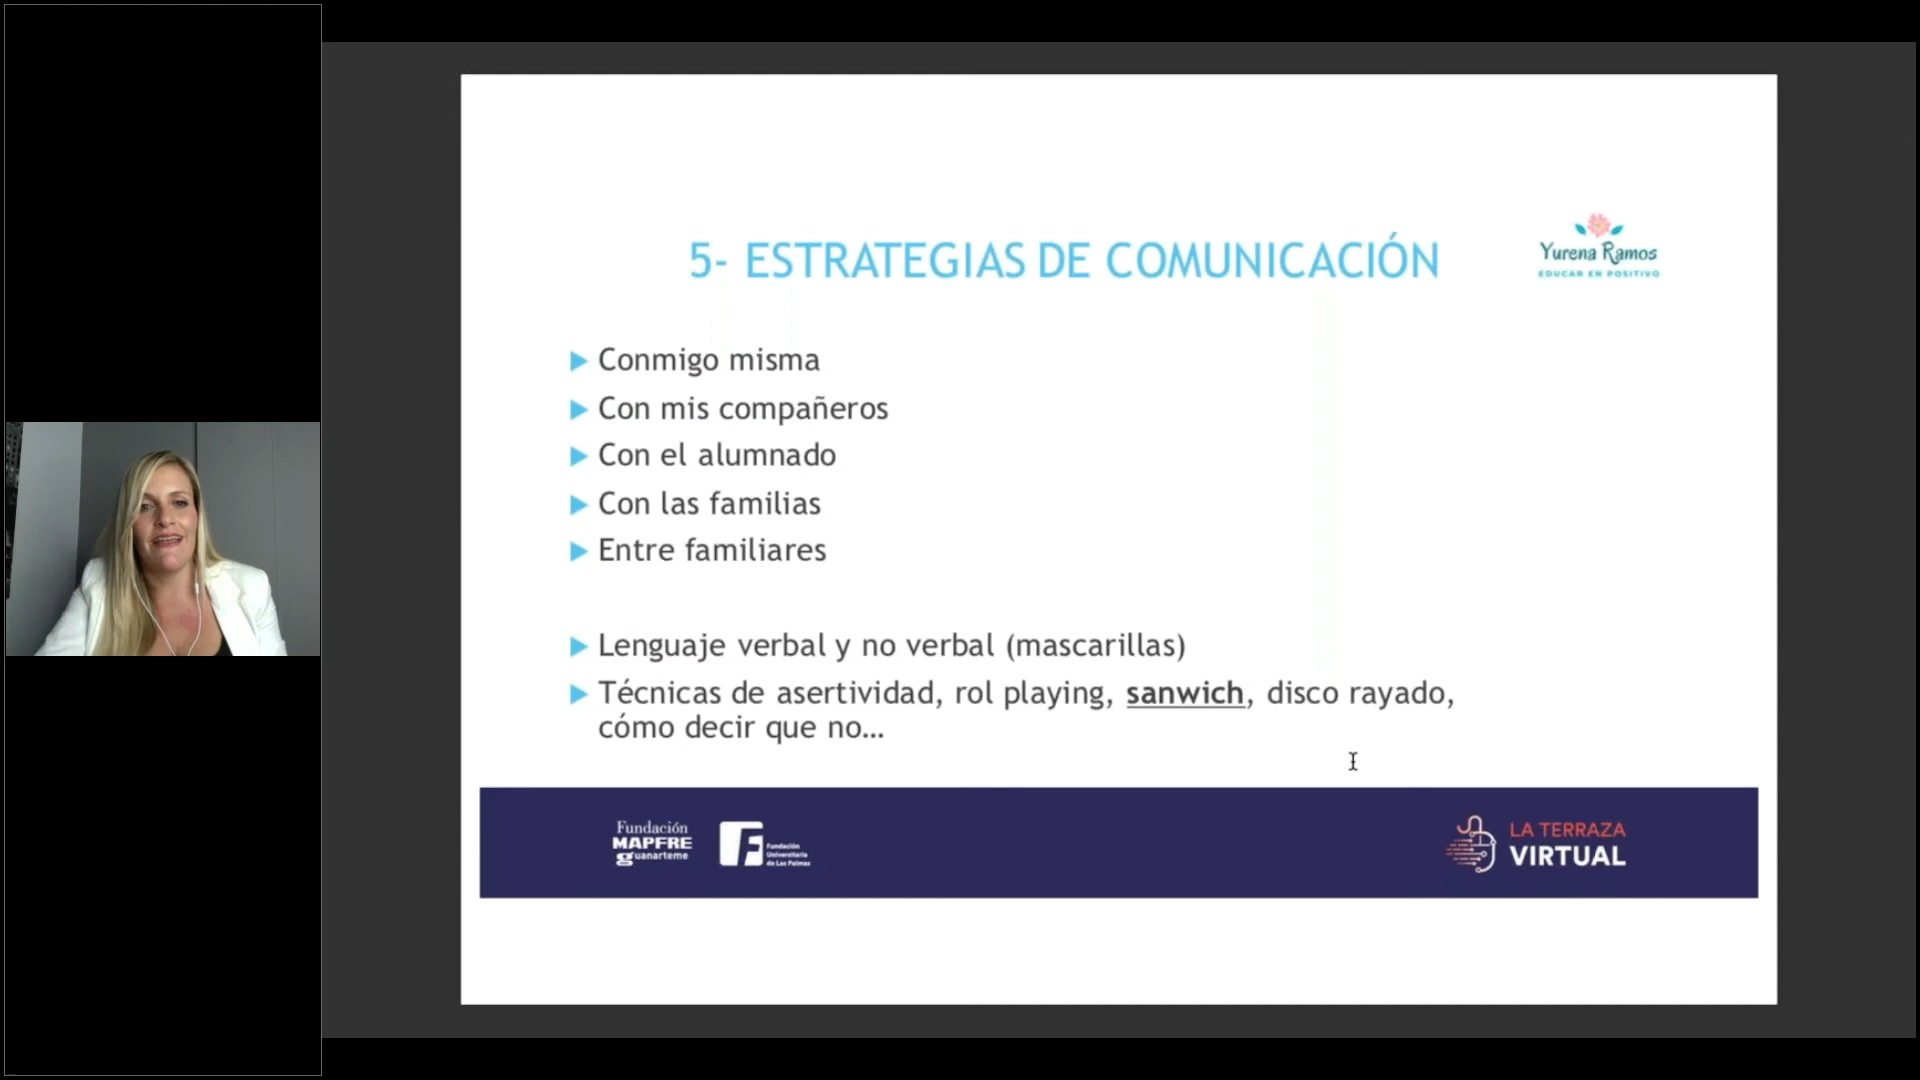 5- ESTRATEGIAS DE COMUNICACIÓN
Yurena Ramos
EDUCAR EN POSITIVO
Conmigo misma
Con mis compañeros
Con el alumnado
Con las familias
Entre familiares
Lenguaje verbal y no verbal (mascarillas)
Técnicas de asertividad, rol playing, sanwich, disco rayado,
cómo decir que no...
Fundación
MAPFRE
guanarteme
Fundación
Universitaria
de Las Palmas
LA TERRAZA
VIRTUAL